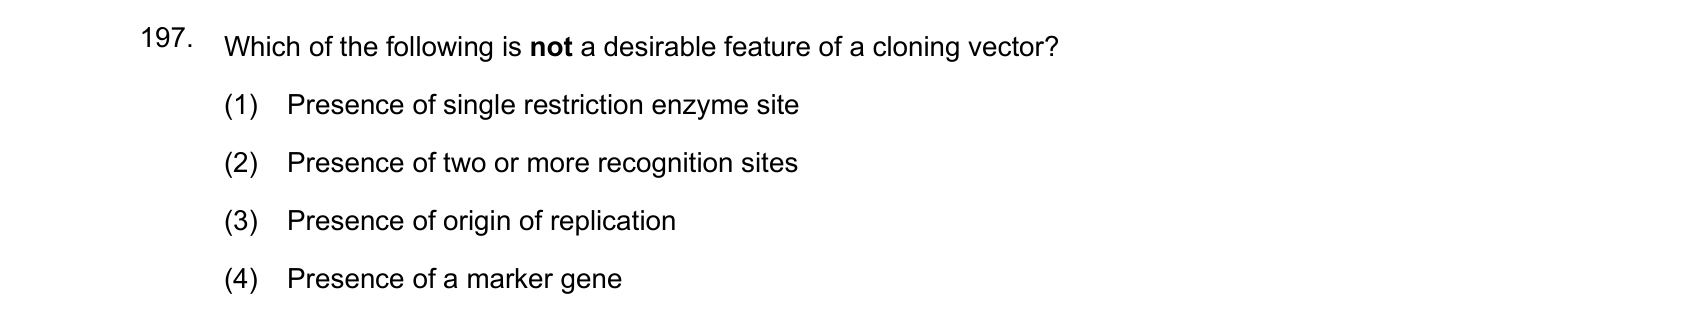 197. Which of the following is not a desirable feature of a cloning vector?
(1) Presence of single restriction enzyme site
(2) Presence of two or more recognition sites
(3) Presence of origin of replication
(4) Presence of a marker gene